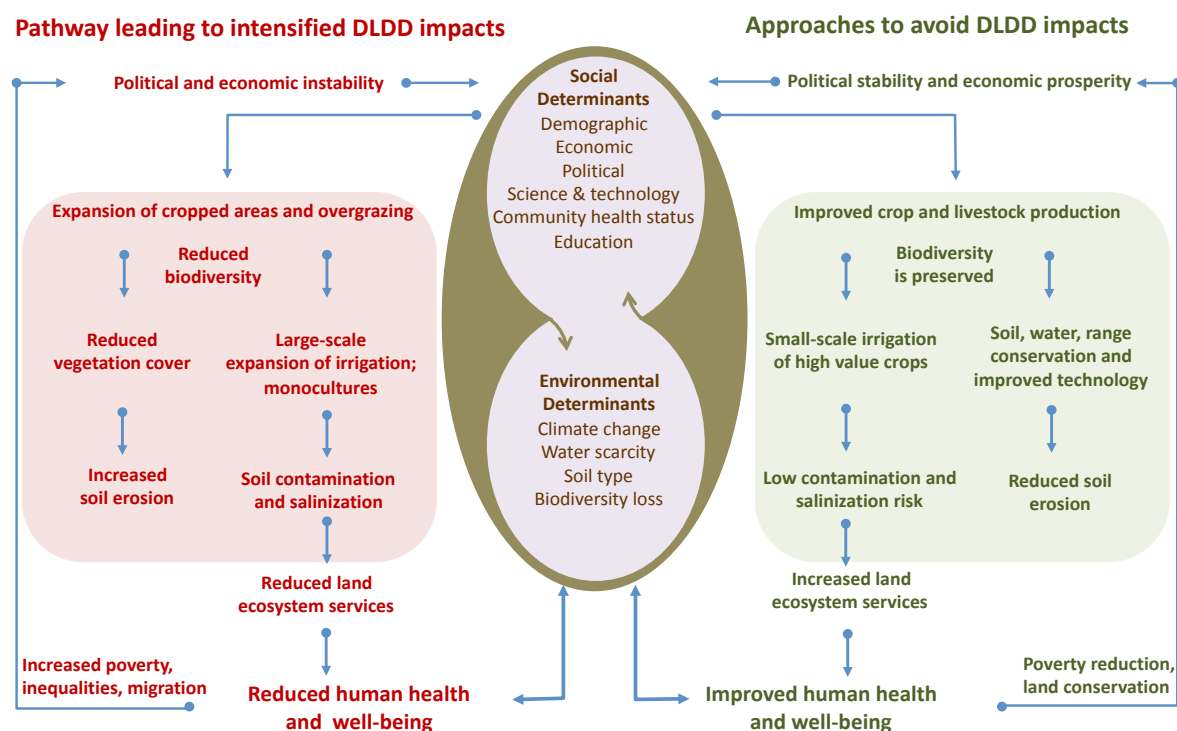 Pathway leading to intensified DLDD impacts
Political and economic instability
Expansion of cropped areas and overgrazing
Reduced
biodiversity
Reduced
vegetation cover
Large-scale
expansion of irrigation;
monocultures
Increased
soil erosion
Soil contamination
and salinization
Reduced land
ecosystem services
Increased poverty,
inequalities, migration
Reduced human health
and well-being
Social
Determinants
Demographic
Economic
Political
Science & technology
Community health status
Education
Environmental
Determinants
Climate change
Water scarcity
Soil type
Biodiversity loss
Approaches to avoid DLDD impacts
Political stability and economic prosperity
Improved crop and livestock production
Biodiversity
is preserved
Small-scale irrigation
of high value crops
Soil, water, range
conservation and
improved technology
Low contamination and
salinization risk
Reduced soil
erosion
Increased land
ecosystem services
Improved human health
and well-being
Poverty reduction,
land conservation